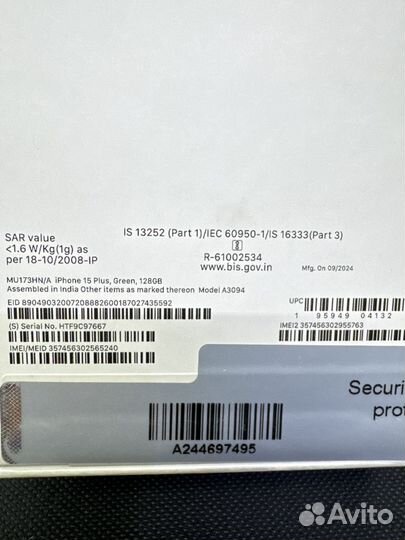 SAR value
<1.6 W/Kg(1g) as
per 18-10/2008-IP
IS 13252 (Part 1)/IEC 60950-1/IS 16333(Part 3)
R-61002534
www.bis.gov.in
Mfg. On 09/2024
MU173HN/A iPhone 15 Plus, Green, 128GB
Assembled in India Other items as marked thereon Model A3094
EID 89049032007208882600187027435592
UPC
1 95949 04132
(S) Serial No. HTF9C97667
IMEI2 357456302955763
IMEI/MEID 357456302565240
Securi
prot
A244697495
Avito